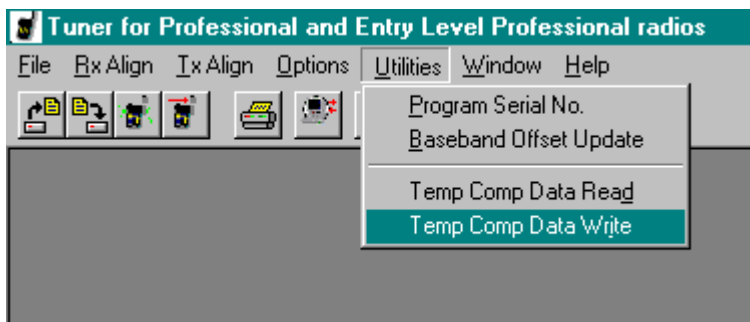 Tuner for Professional and Entry Level Professional radios
File Rx Align Tx Align Options Utilities Window Help
Program Serial No.
Baseband Offset Update
Temp Comp Data Read
Temp Comp Data Write